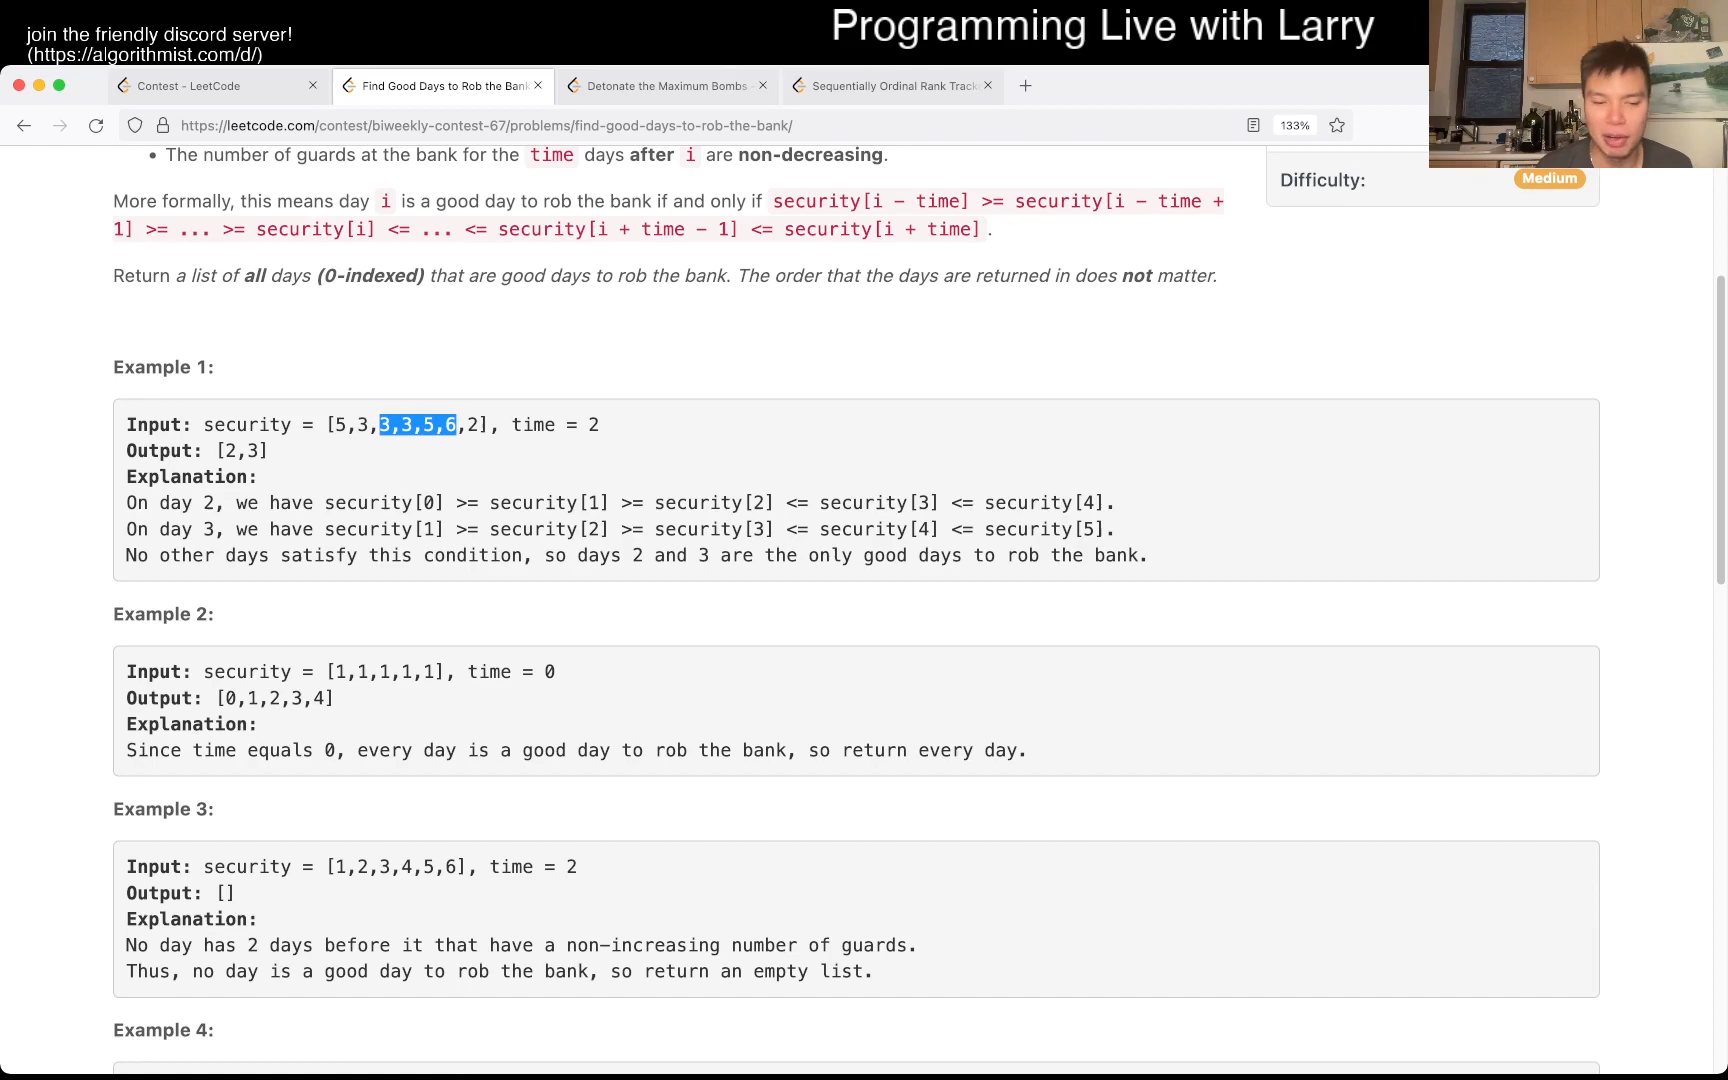 join the friendly discord server!
(https://algorithmist.com/d/)
Programming Live with Larry
Contest - LeetCode
Find Good Days to Rob the Bank
Detonate the Maximum Bombs -
Sequentially Ordinal Rank Track
https://leetcode.com/contest/biweekly-contest-67/problems/find-good-days-to-rob-the-bank/
133%
• The number of guards at the bank for the time days after i are non-decreasing.
Difficulty:
Medium
More formally, this means day i is a good day to rob the bank if and only if security[i - time] >= security[i - time +
1] >= ... >= security[i] <= ... <= security[i + time - 1] <= security[i + time].
Return a list of all days (0-indexed) that are good days to rob the bank. The order that the days are returned in does not matter.
Example 1:
Input: security = [5,3,3,3,5,6,2], time = 2
Output: [2,3]
Explanation:
On day 2, we have security[0] >= security[1] >= security[2] <= security[3] <= security[4].
On day 3, we have security[1] >= security[2] >= security[3] <= security[4] <= security[5].
No other days satisfy this condition, so days 2 and 3 are the only good days to rob the bank.
Example 2:
Input: security = [1,1,1,1,1], time = 0
Output: [0,1,2,3,4]
Explanation:
Since time equals 0, every day is a good day to rob the bank, so return every day.
Example 3:
Input: security = [1,2,3,4,5,6], time = 2
Output: []
Explanation:
No day has 2 days before it that have a non-increasing number of guards.
Thus, no day is a good day to rob the bank, so return an empty list.
Example 4: